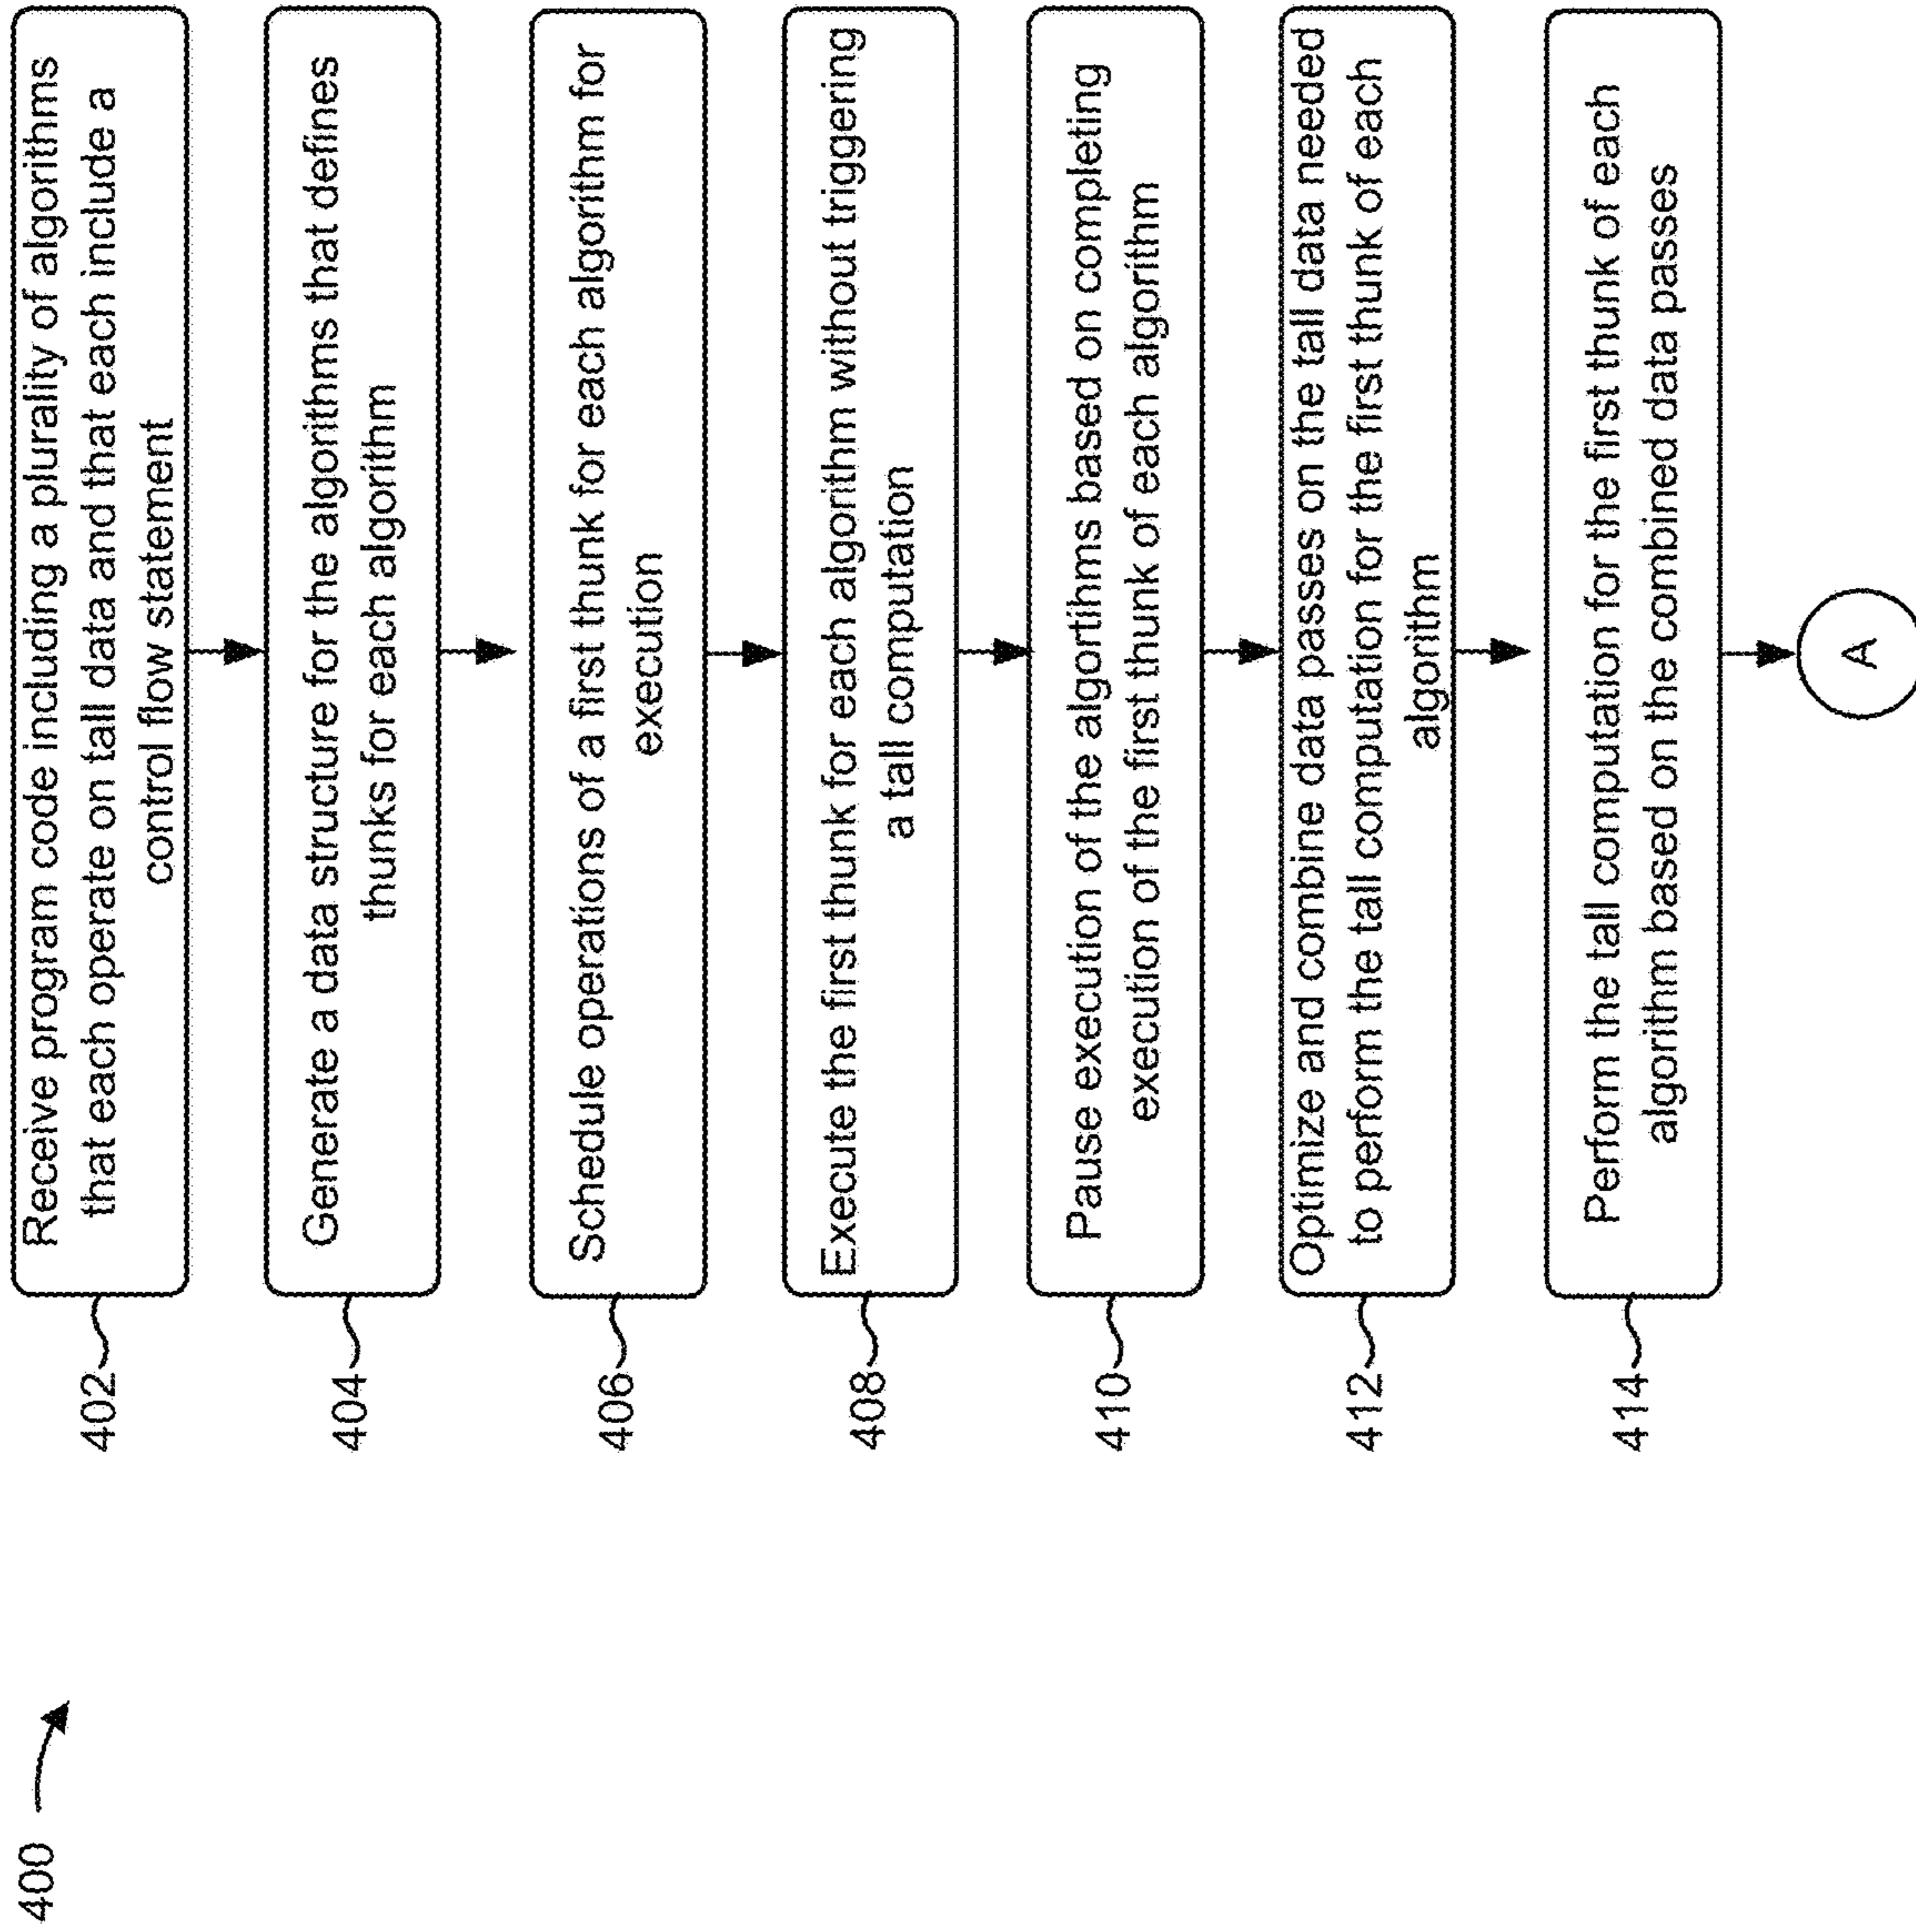 400
402
Receive program code including a plurality of algorithms
that each operate on tall data and that each include a
control flow statement
404
Generate a data structure for the algorithms that defines
thunks for each algorithm
406
Schedule operations of a first thunk for each algorithm for
execution
408
Execute the first thunk for each algorithm without triggering
a tall computation
410
Pause execution of the algortihms based on completing
execution of the first thunk of each algorithm
412
Optimize and combine data passes on the tall data needed
to perform the tall computation for the first thunk of each
algorithm
414
Perform the tall computation for the first thunk of each
algorithm based on the combined data passes
A